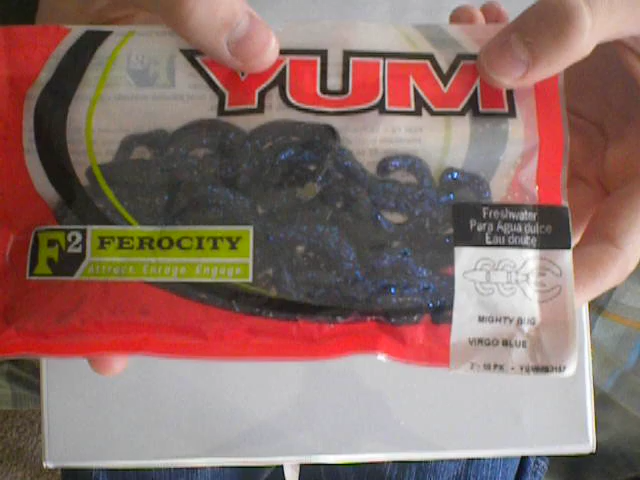 YUM
F2 FEROCITY
Attract. Enrage. Engage.
Freshwater
Para Agua dulce
Eau douce
MIGHTY BUG
VIRGO BLUE